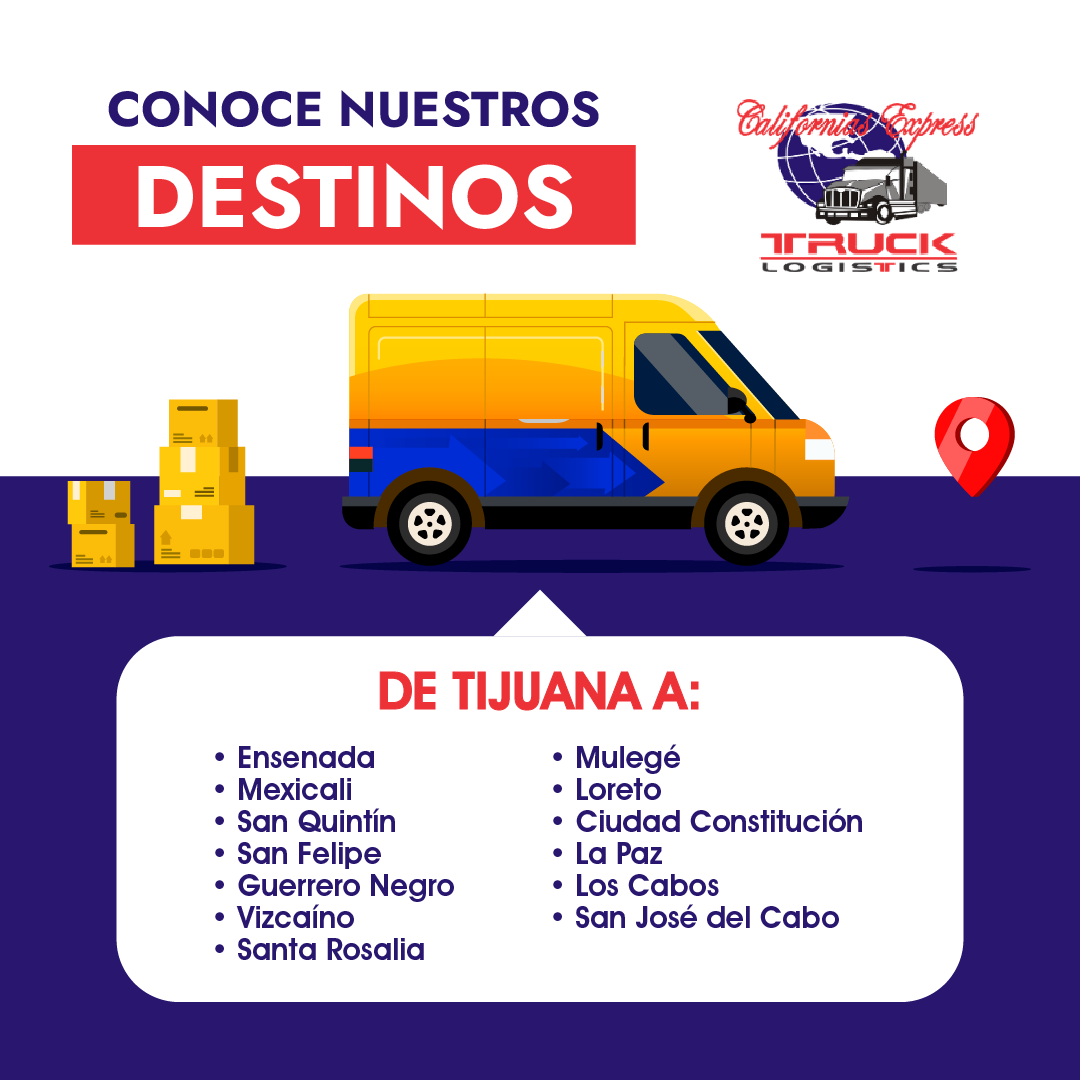 CONOCE NUESTROS
DESTINOS
Californias Express
TRUCK
LOGISTICS
DE TIJUANA A:
• Ensenada
• Mexicali
• San Quintín
• San Felipe
• Guerrero Negro
• Vizcaíno
• Santa Rosalia
• Mulegé
• Loreto
• Ciudad Constitución
• La Paz
• Los Cabos
• San José del Cabo